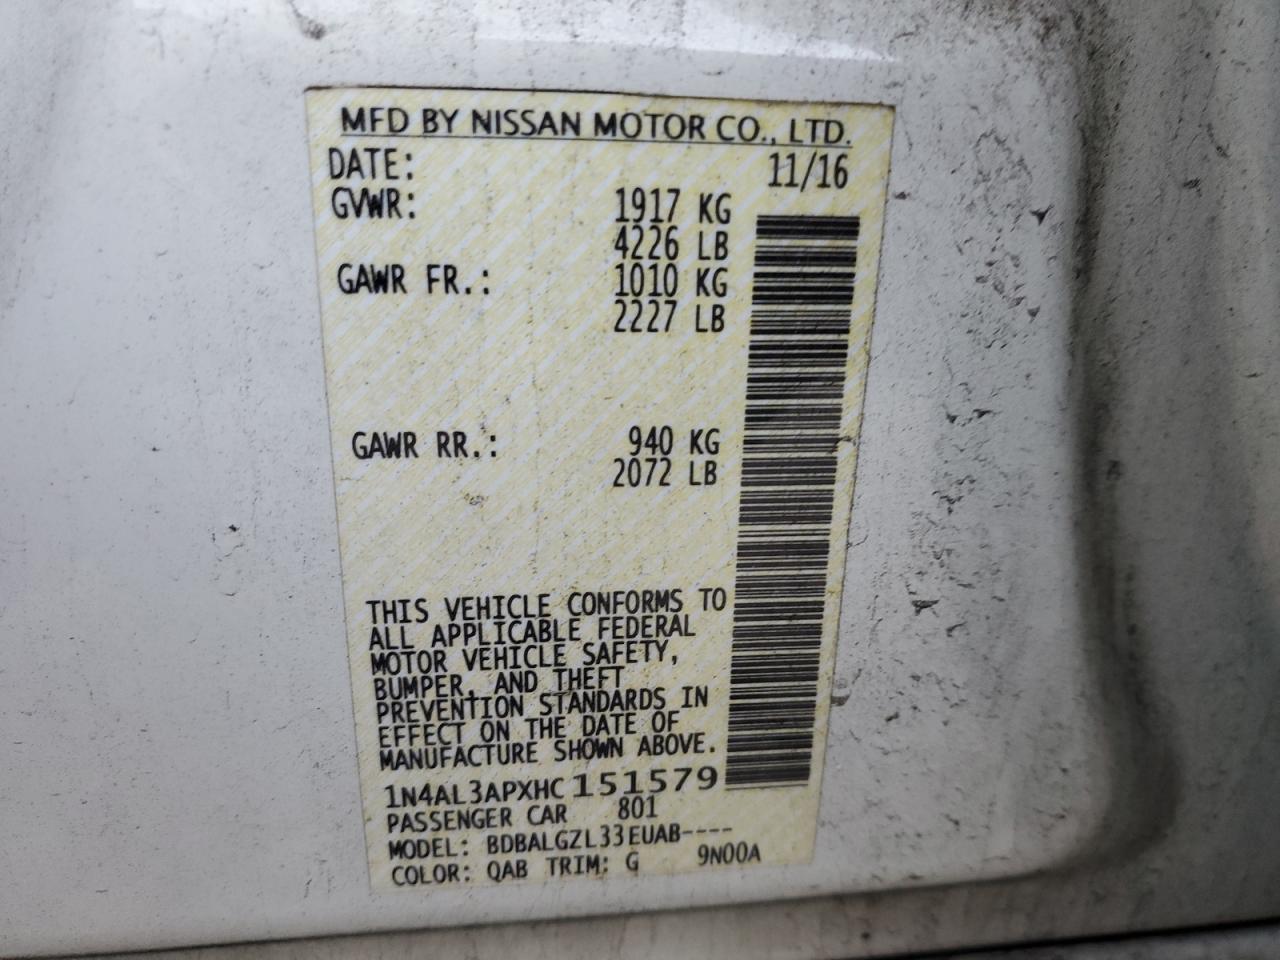 MFD BY NISSAN MOTOR CO., LTD.
DATE: 11/16
GVWR: 1917 KG
4226 LB
GAWR FR.: 1010 KG
2227 LB
GAWR RR.: 940 KG
2072 LB
THIS VEHICLE CONFORMS TO
ALL APPLICABLE FEDERAL
MOTOR VEHICLE SAFETY,
BUMPER, AND THEFT
PREVENTION STANDARDS IN
EFFECT ON THE DATE OF
MANUFACTURE SHOWN ABOVE.
1N4AL3APXHC151579
PASSENGER CAR 801
MODEL: BDBALGZL33EUAB----
COLOR: QAB TRIM: G 9N00A